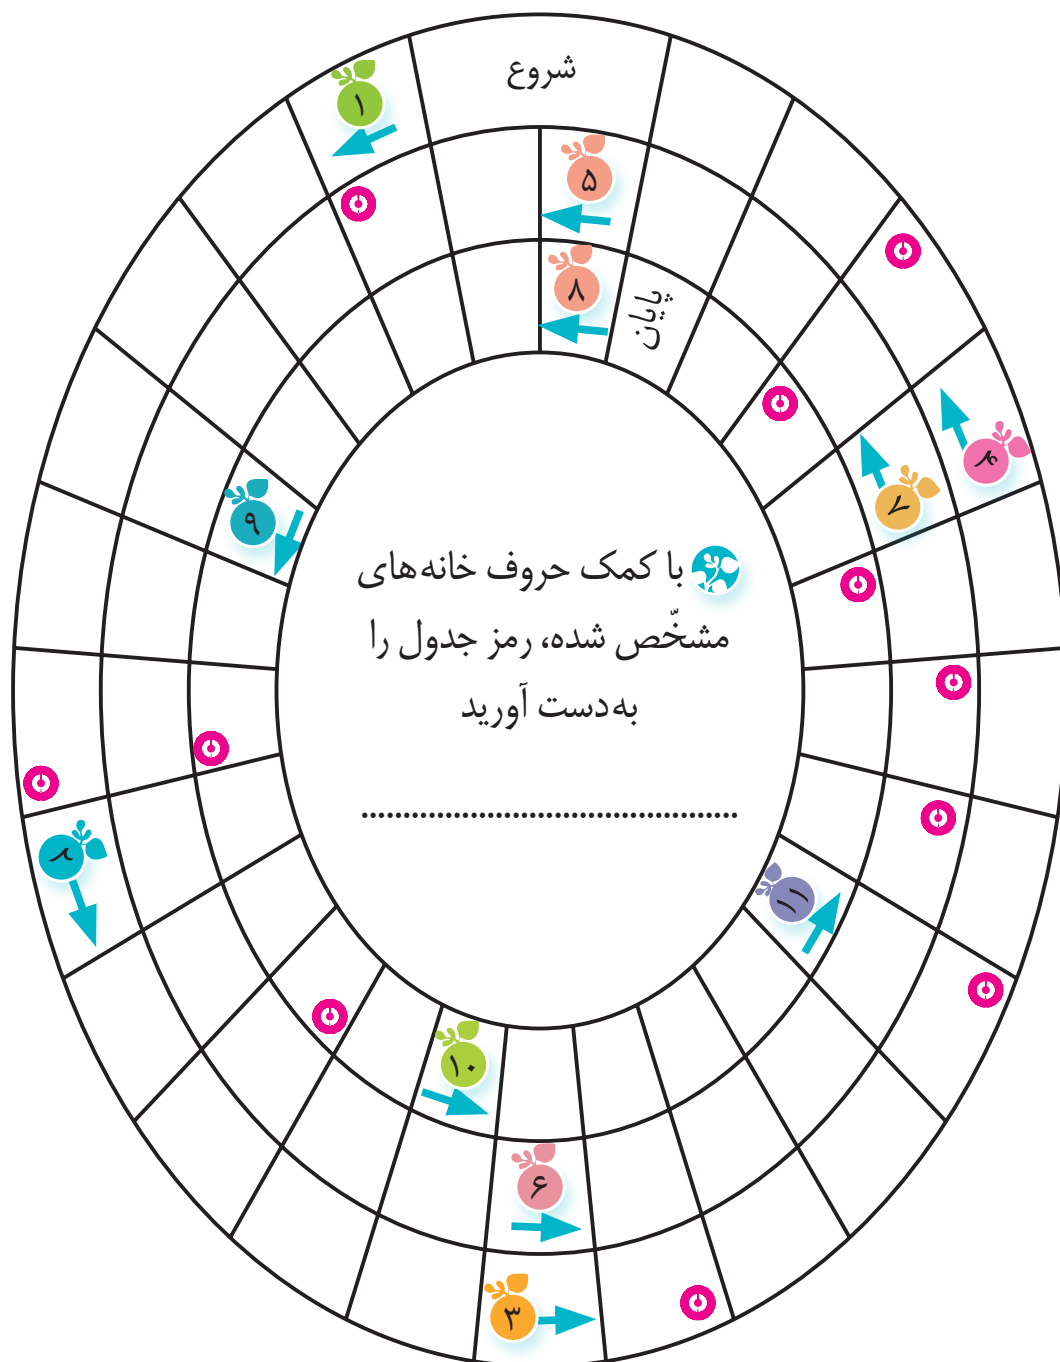 شروع
۱
۵
۸
پایان
۴
۷
۹
با کمک حروف خانه‌های
مشخّص شده، رمز جدول را
به‌دست آورید
........................................................
۲
۱۱
۱۰
۶
۳